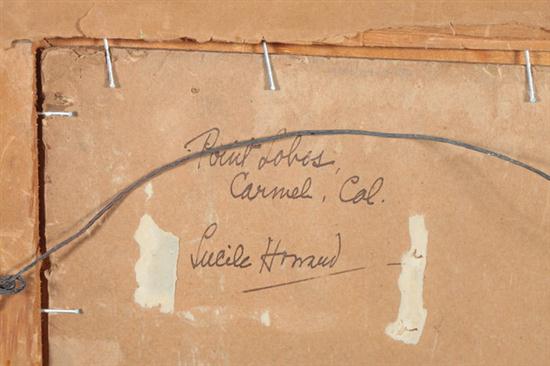 Point Lobos,
Carmel, Cal.
Lucile Howard